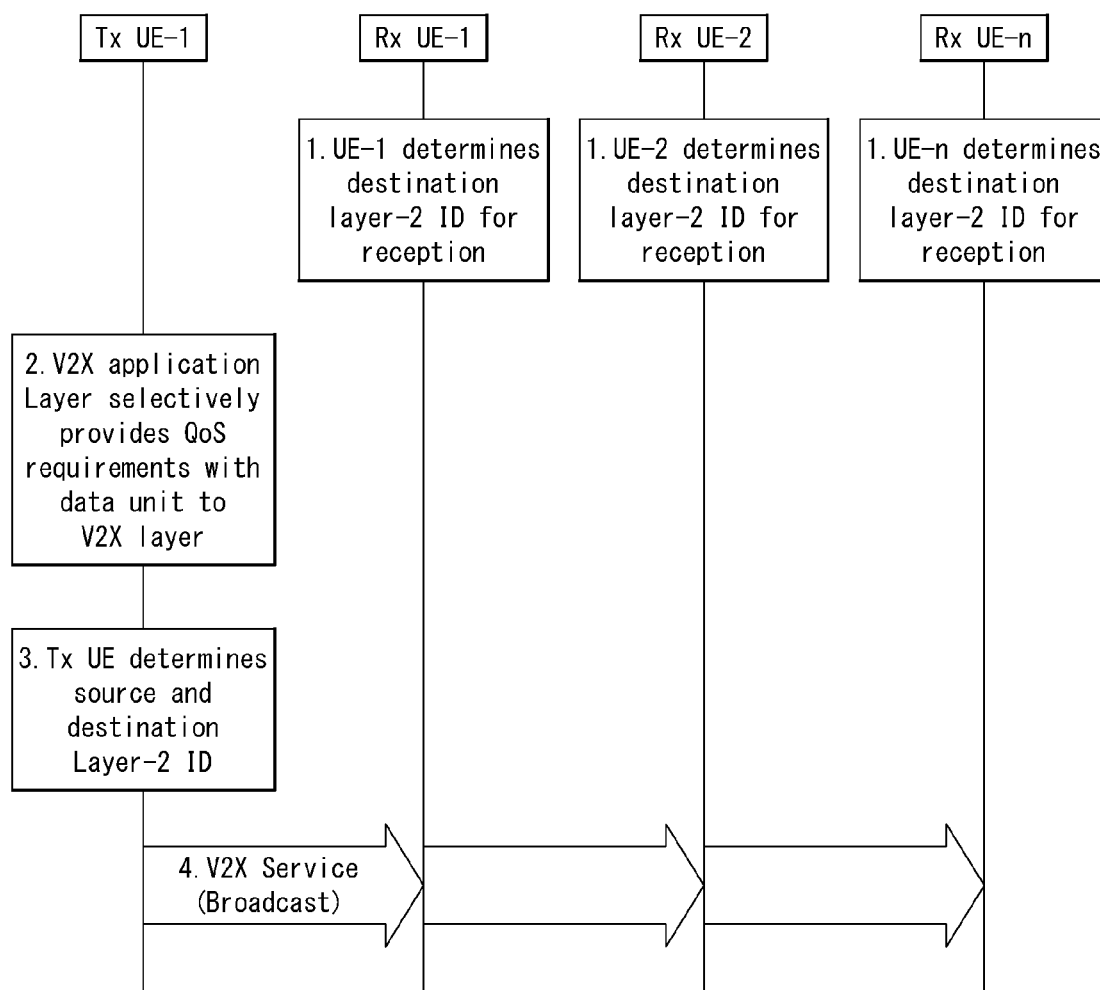 Tx UE-1
Rx UE-1
Rx UE-2
Rx UE-n
1. UE-1 determines
destination
layer-2 ID for
reception
1. UE-2 determines
destination
layer-2 ID for
reception
1. UE-n determines
destination
layer-2 ID for
reception
2. V2X application
Layer selectively
provides QoS
requirements with
data unit to
V2X layer
3. Tx UE determines
source and
destination
Layer-2 ID
4. V2X Service
(Broadcast)